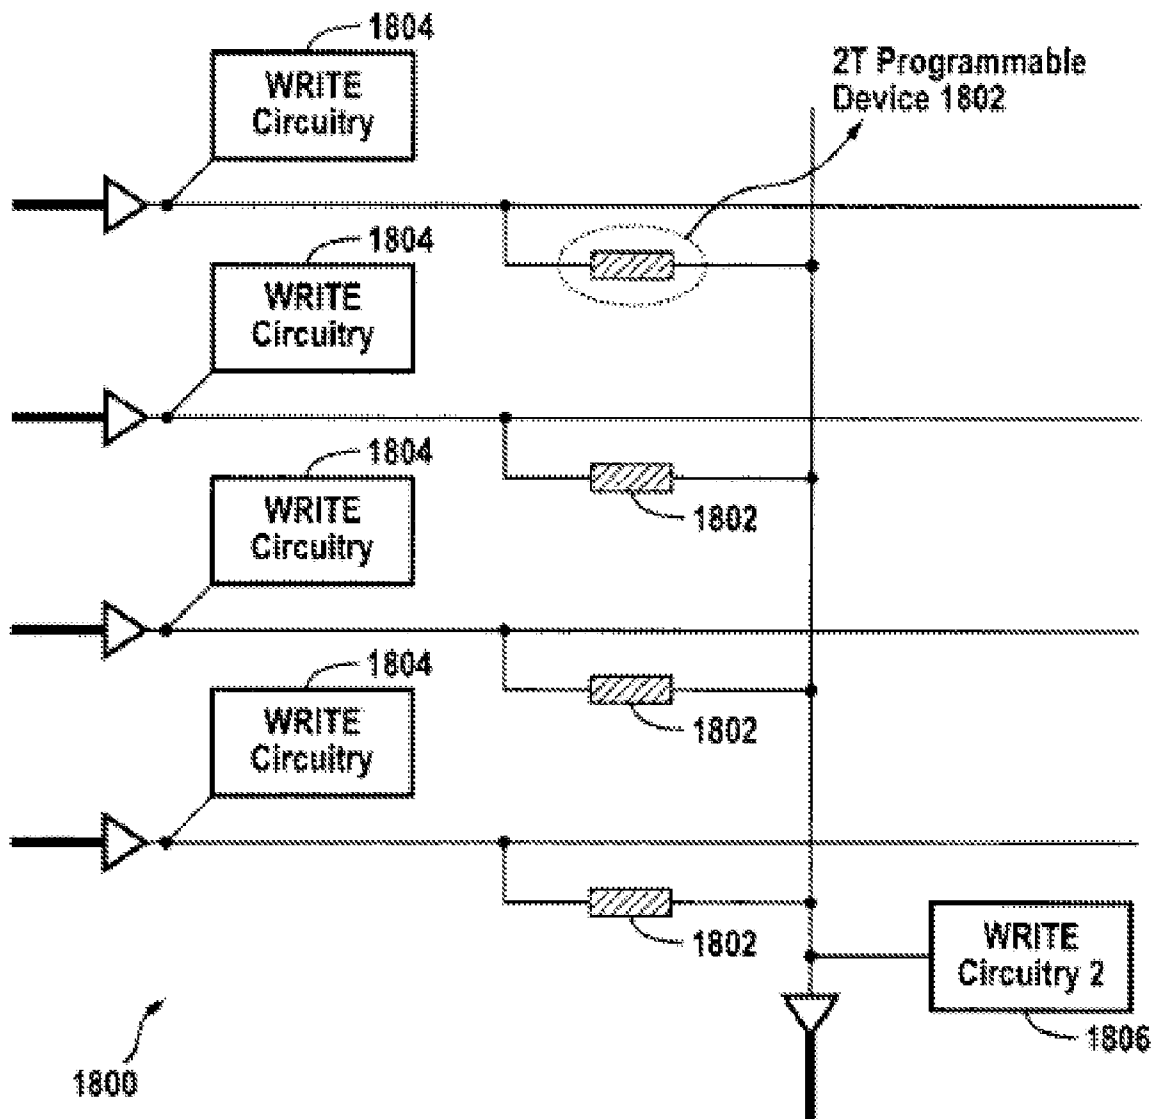 1804
WRITE
Circuitry
2T Programmable
Device 1802
1804
WRITE
Circuitry
1804
WRITE
Circuitry
1802
1804
WRITE
Circuitry
1802
1802
WRITE
Circuitry 2
1806
1800